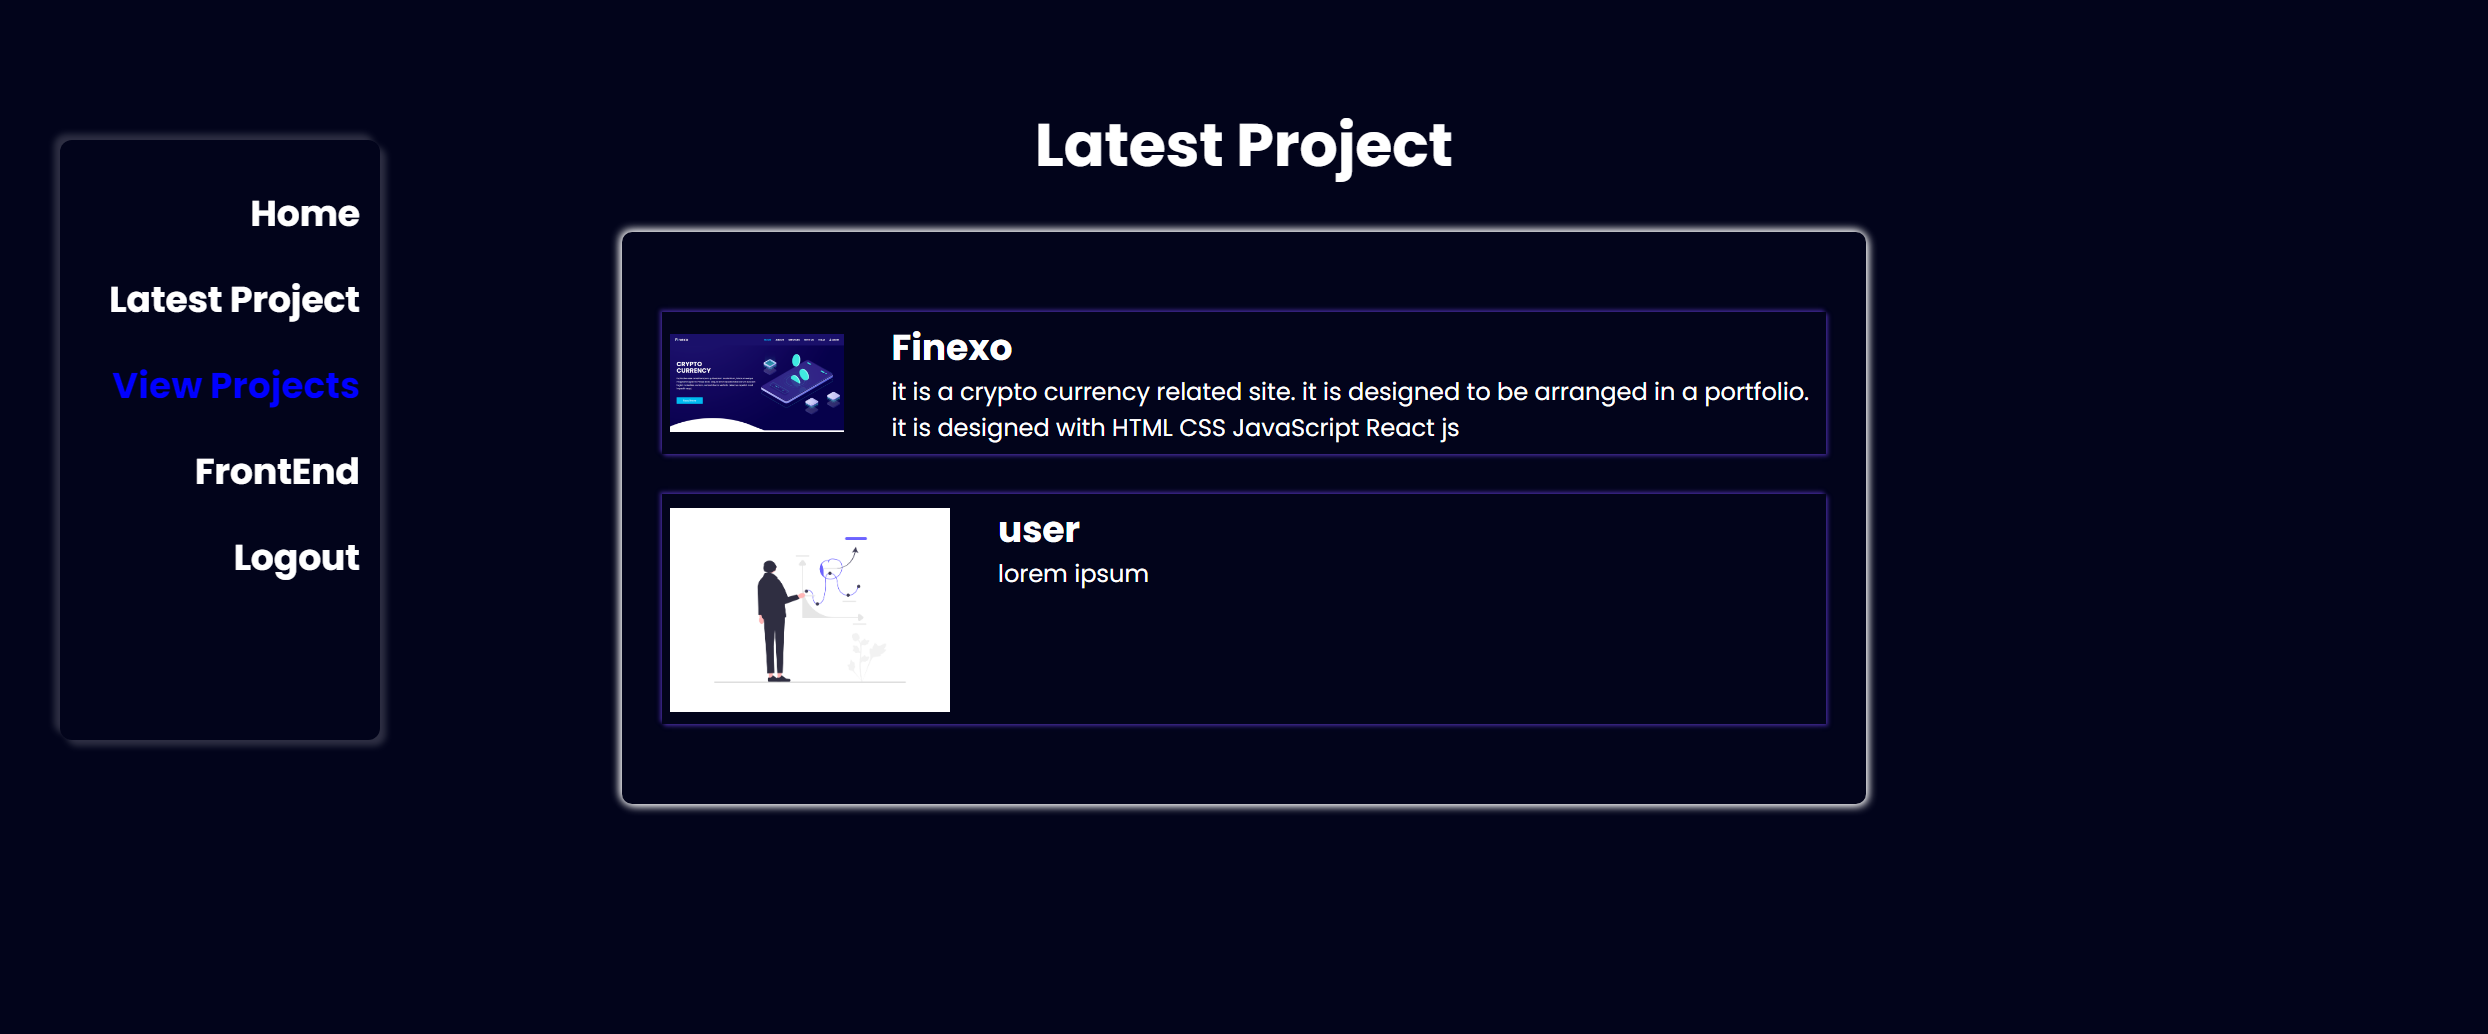 Latest Project
Home
Latest Project
View Projects
FrontEnd
Logout
Finexo
CRYPTO
CURRENCY
Finexo
it is a crypto currency related site. it is designed to be arranged in a portfolio.
it is designed with HTML CSS JavaScript React js
user
lorem ipsum